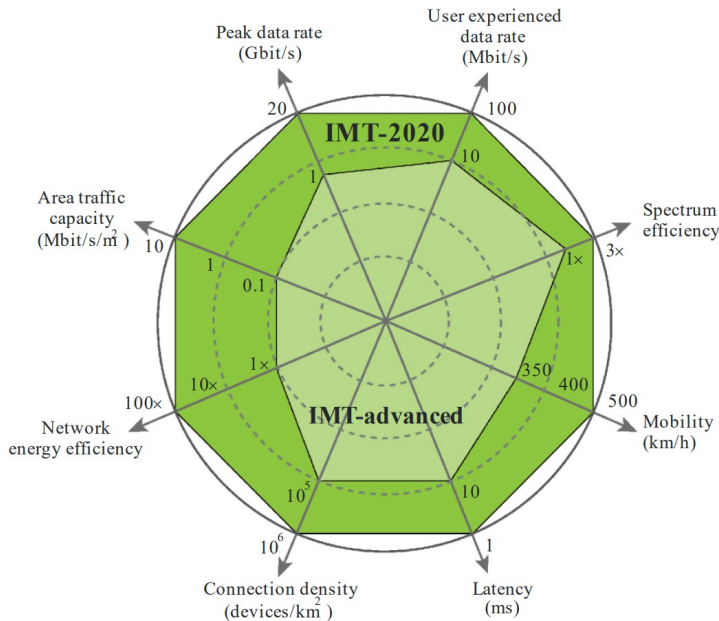 Peak data rate
(Gbit/s)
User experienced
data rate
(Mbit/s)
20
100
IMT-2020
1
10
Area traffic
capacity
(Mbit/s/m²)
Spectrum
efficiency
10
1
0.1
1×
3×
1×
10×
100×
350
400
500
Network
energy efficiency
Mobility
(km/h)
IMT-advanced
10⁵
10
10⁶
1
Connection density
(devices/km²)
Latency
(ms)